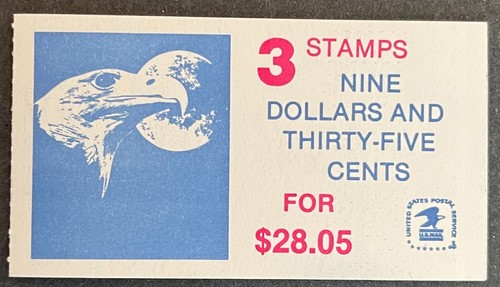 3 STAMPS
NINE
DOLLARS AND
THIRTY-FIVE
CENTS
FOR
$28.05
UNITED STATES POSTAL SERVICE
U.S.MAIL